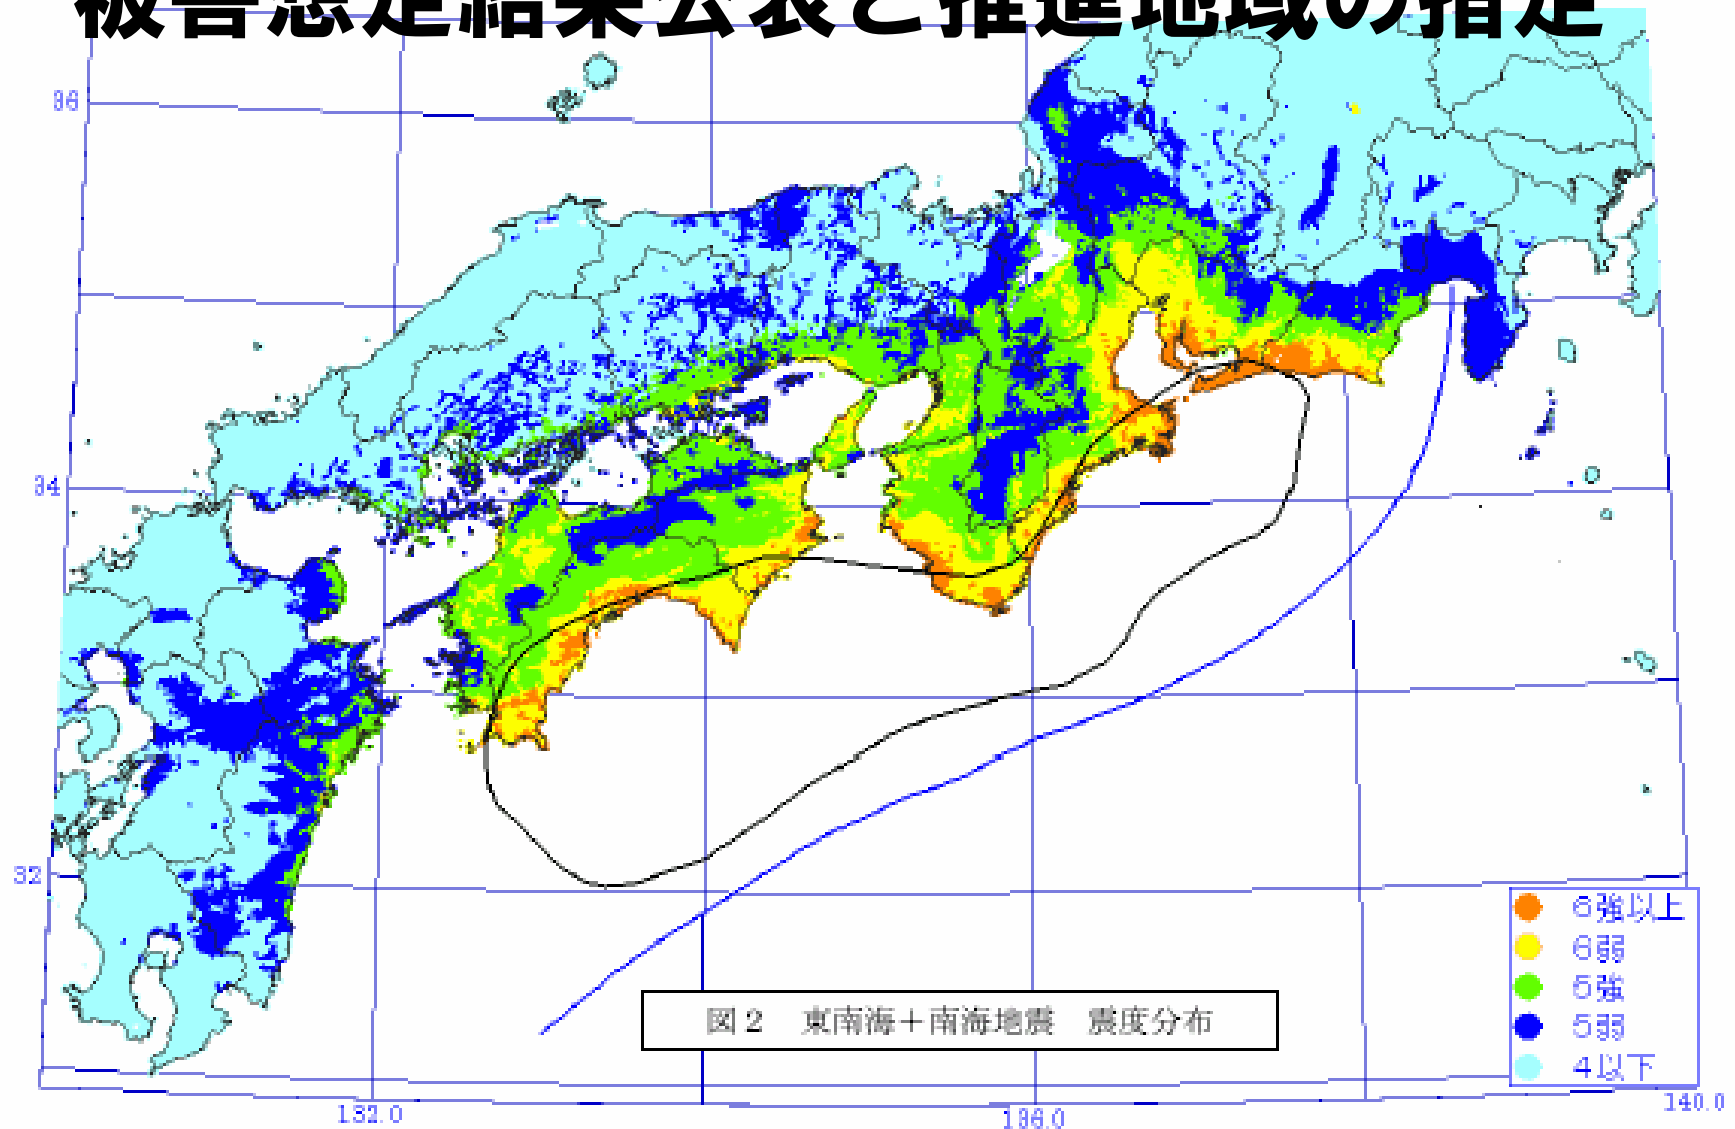 被害想定結果公表と推進地域の指定
36
34
32
6強以上
6弱
5強
5弱
4以下
図２　東南海＋南海地震　震度分布
132.0
136.0
140.0